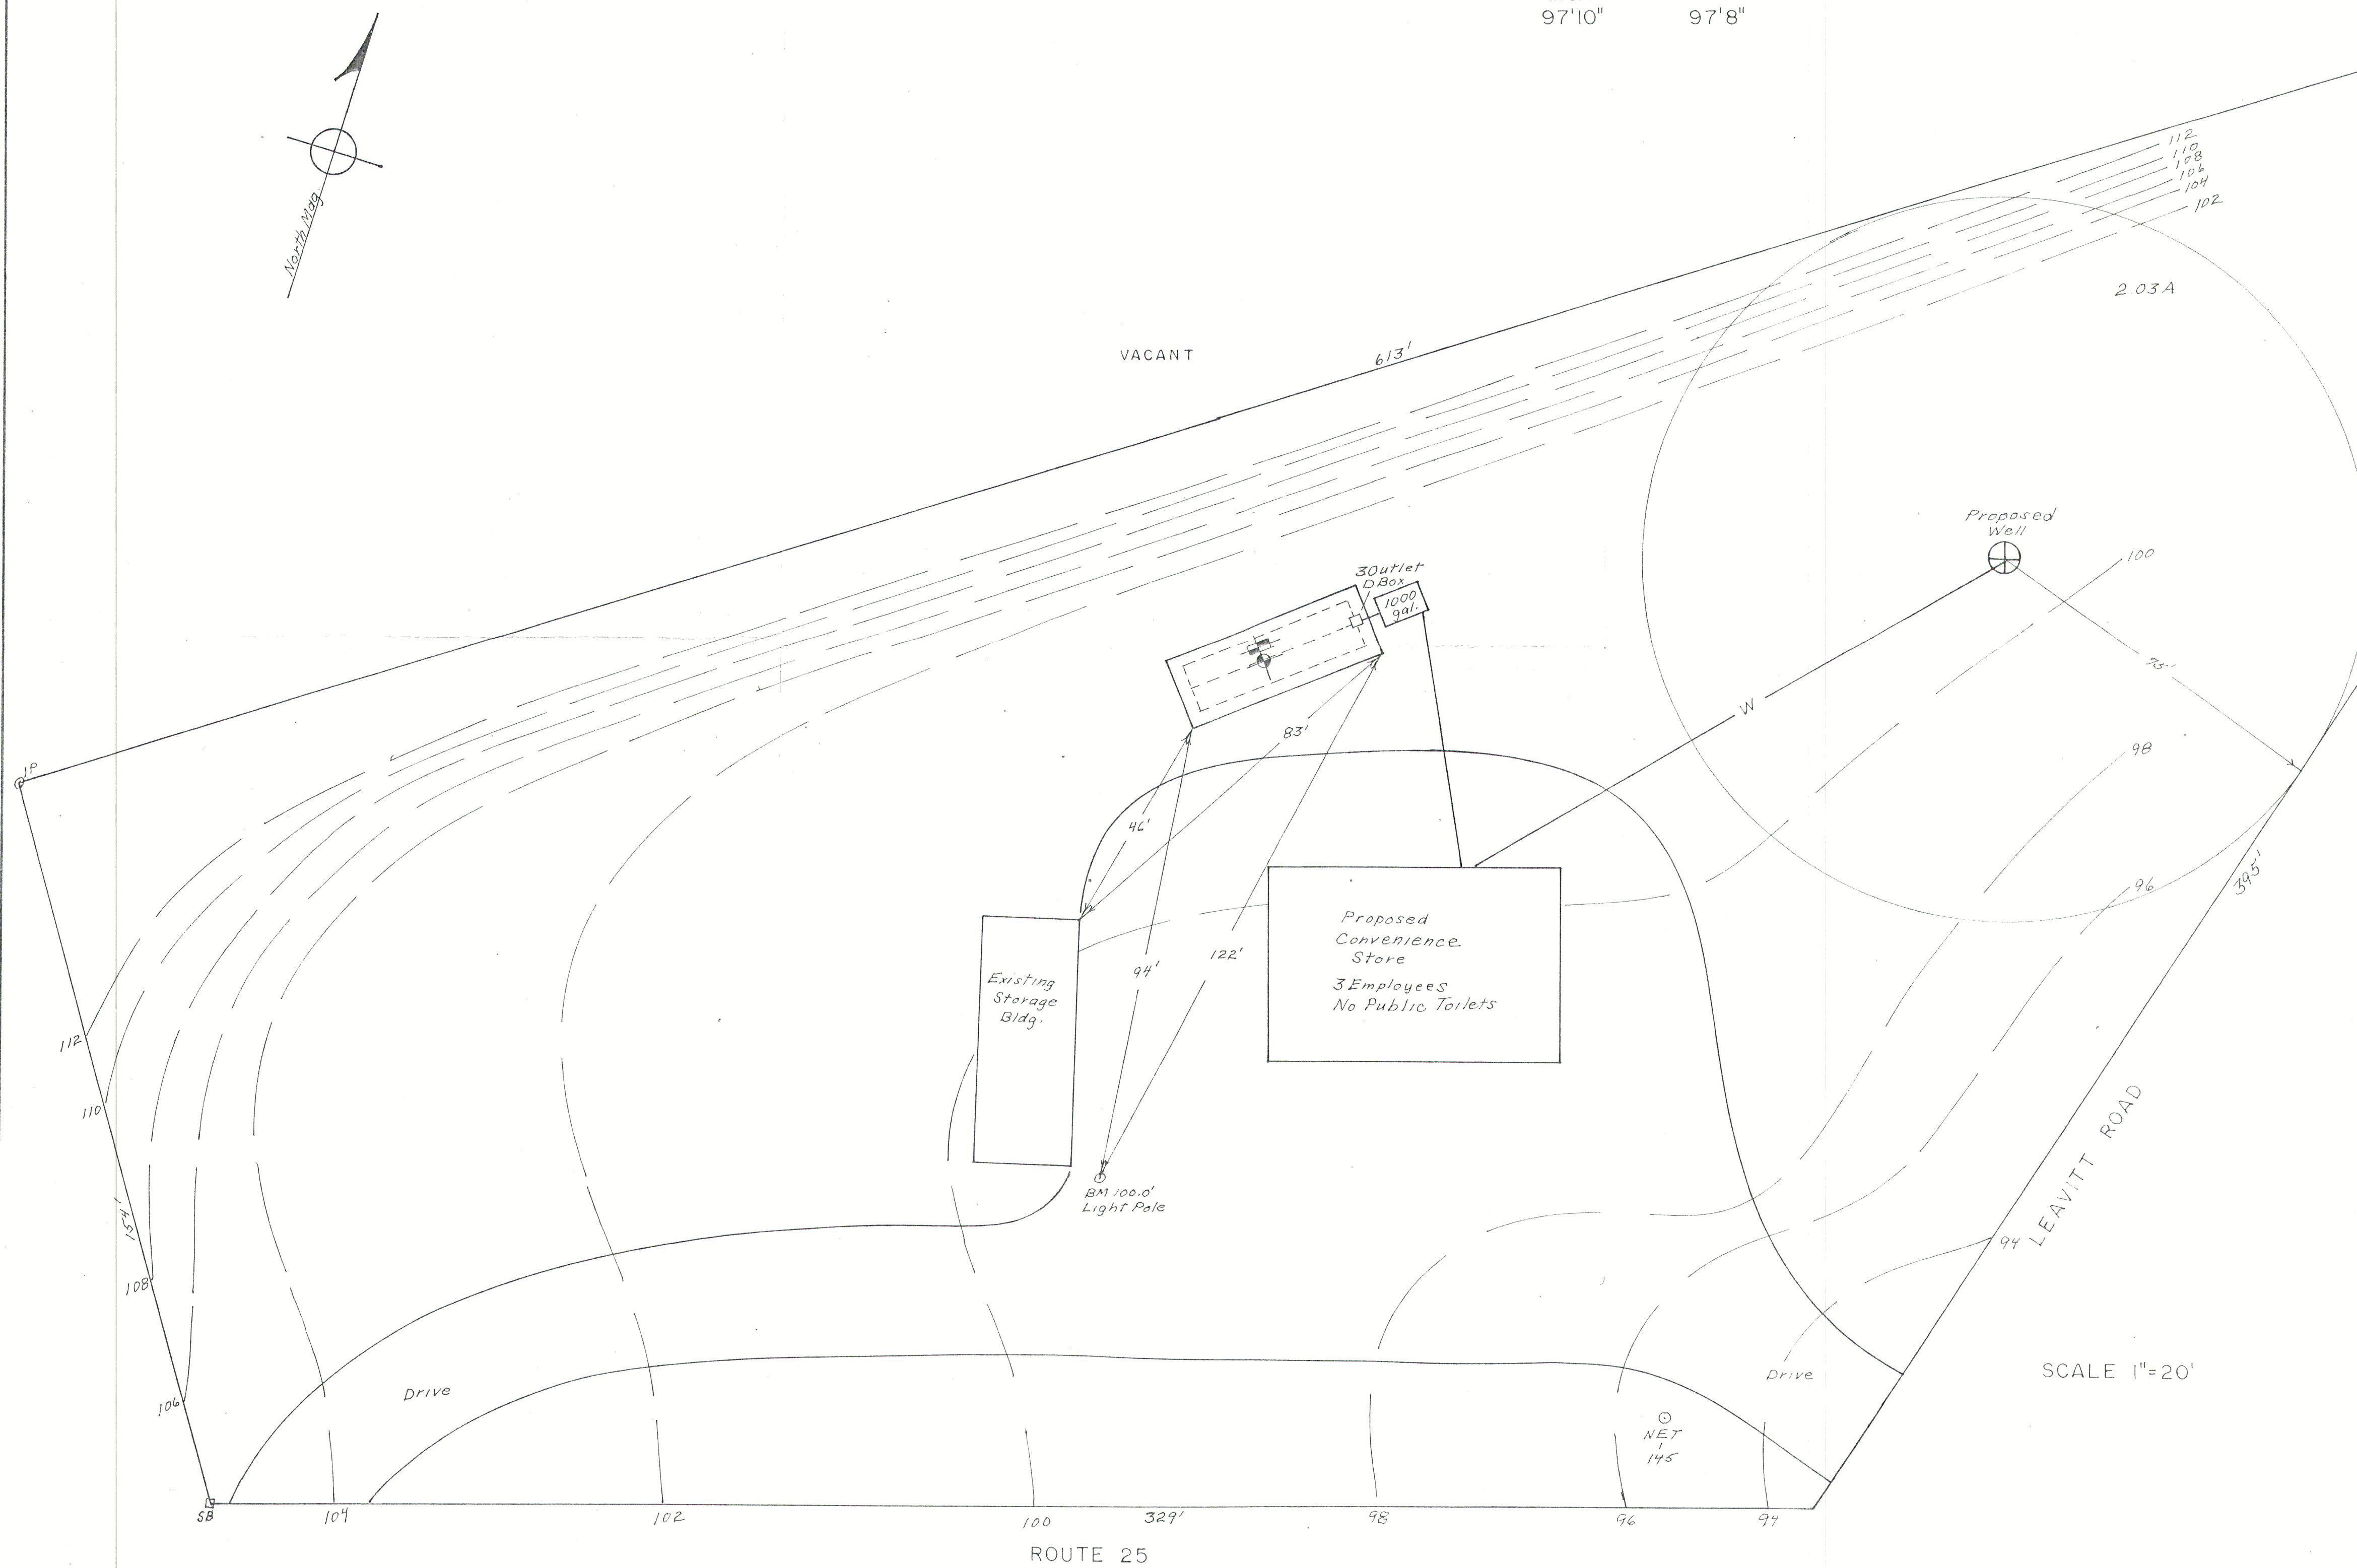 97'10" 97'8"
North Mag.
112
110
108
106
104
102
2.03A
VACANT
613'
Proposed
Well
100
3 Outlet
D Box
1000
gal.
75'
W
98
83'
IP
46'
96
395'
Proposed
Convenience
Store
3 Employees
No Public Toilets
122'
94'
Existing
Storage
Bldg.
112
110
LEAVITT ROAD
BM 100.0'
Light Pole
154'
94
108
SCALE 1"=20'
Drive
Drive
106
NET
1
145
SB
104
102
100
329'
98
96
94
ROUTE 25